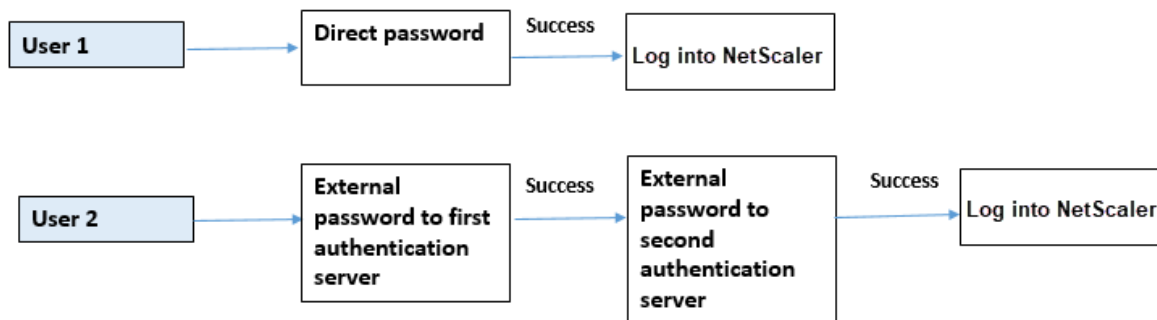 User 1
Direct password
Success
Log into NetScaler
User 2
External
password to first
authentication
server
Success
External
password to
second
authentication
server
Success
Log into NetScaler